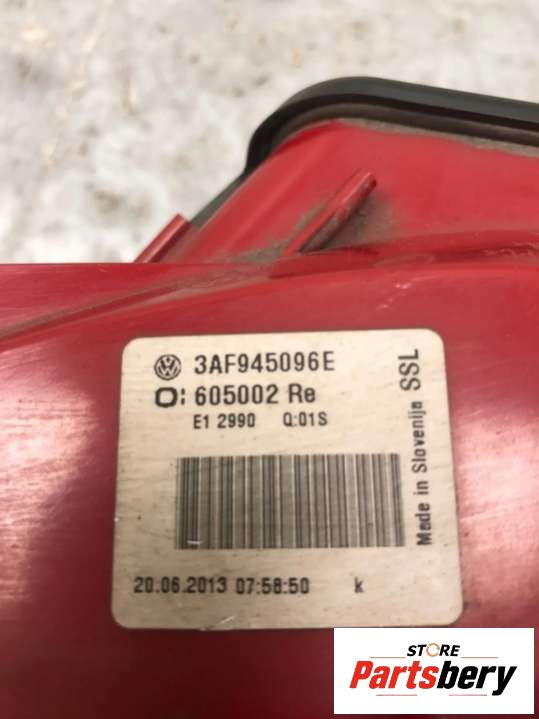 3AF945096E
O: 605002 Re
E1 2990 Q:01S
Made in Slovenija SSL
20.06.2013 07:58:50 k
STORE
Partsbery